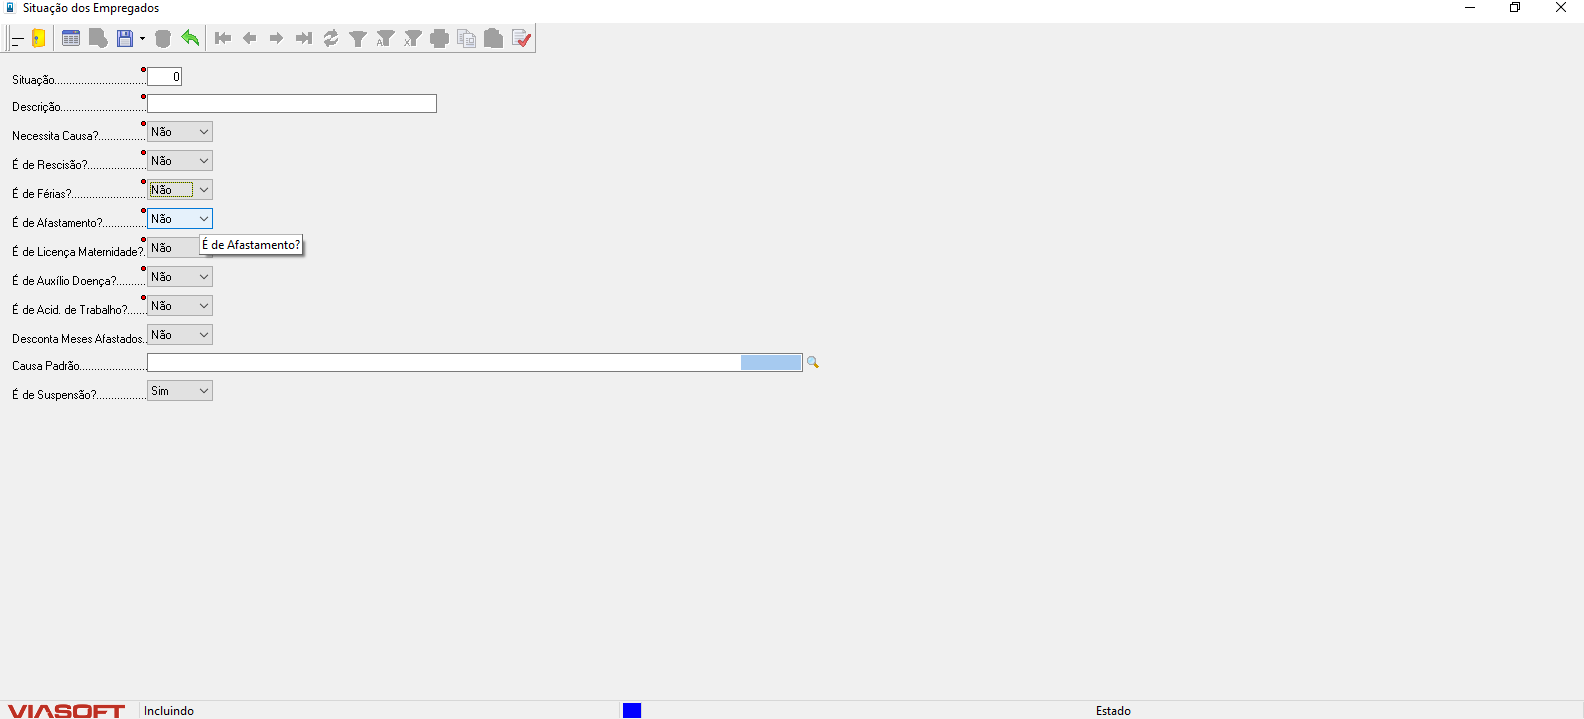 Situação dos Empregados
Situação............................... 0
Descrição.............................
Necessita Causa?................ Não
É de Rescisão?.................... Não
É de Férias?......................... Não
É de Afastamento?............... Não
É de Afastamento?
É de Licença Maternidade?. Não
É de Auxílio Doença?.......... Não
É de Acid. de Trabalho?...... Não
Desconta Meses Afastados.. Não
Causa Padrão.......................
É de Suspensão?................. Sim
VIASOFT Incluindo Estado